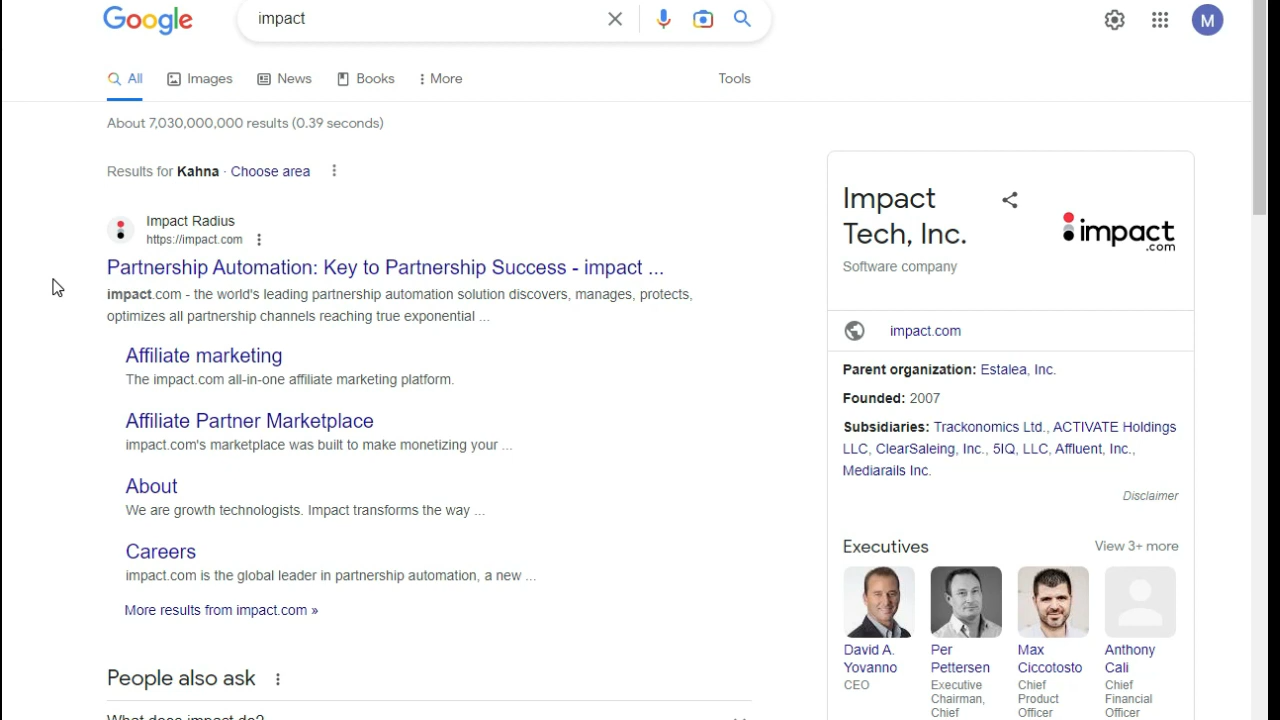 Google
impact
M
All
Images
News
Books
More
Tools
About 7,030,000,000 results (0.39 seconds)
Results for Kahna · Choose area
Impact Radius
https://impact.com
Partnership Automation: Key to Partnership Success - impact ...
impact.com - the world's leading partnership automation solution discovers, manages, protects,
optimizes all partnership channels reaching true exponential ...
Affiliate marketing
The impact.com all-in-one affiliate marketing platform.
Affiliate Partner Marketplace
impact.com's marketplace was built to make monetizing your ...
About
We are growth technologists. Impact transforms the way ...
Careers
impact.com is the global leader in partnership automation, a new ...
More results from impact.com »
People also ask
What does impact do?
Impact
Tech, Inc.
Software company
impact
.com
impact.com
Parent organization: Estalea, Inc.
Founded: 2007
Subsidiaries: Trackonomics Ltd., ACTIVATE Holdings
LLC, ClearSaleing, Inc., 5IQ, LLC, Affluent, Inc.,
Mediarails Inc.
Disclaimer
Executives
View 3+ more
David A.
Yovanno
CEO
Per
Pettersen
Executive
Chairman,
Chief
Max
Ciccotosto
Chief
Product
Officer
Anthony
Cali
Chief
Financial
Officer